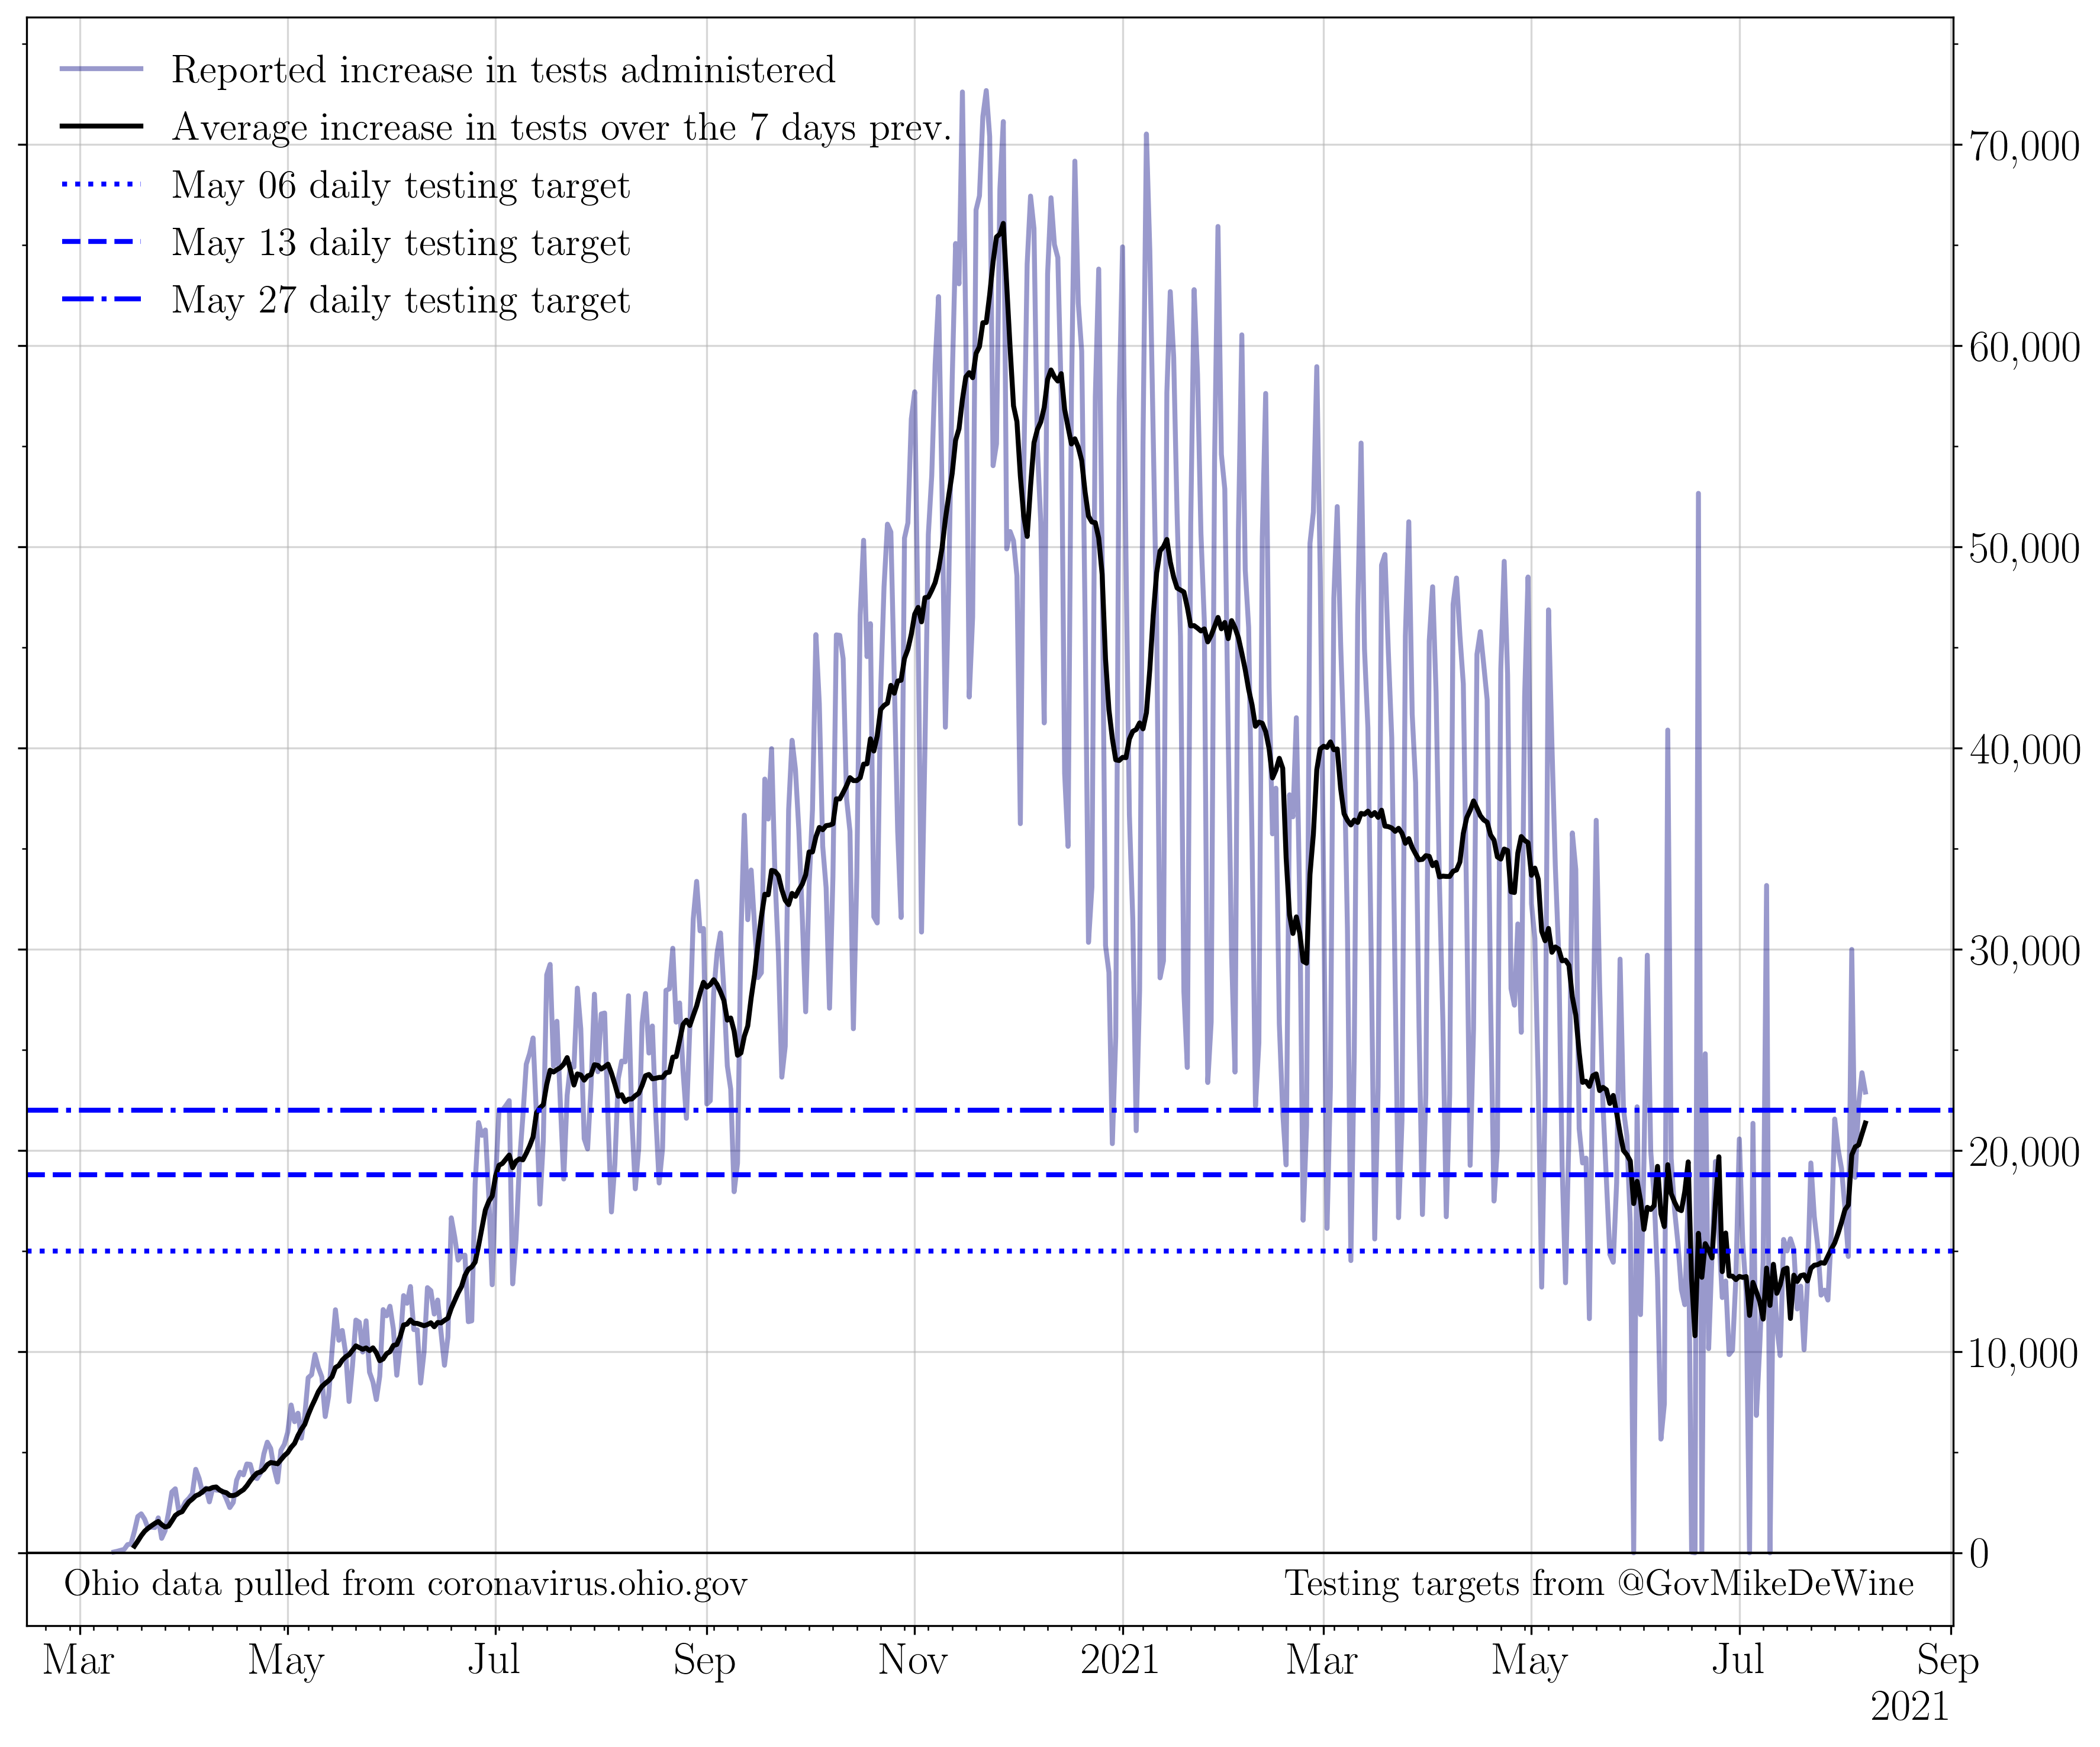 Reported increase in tests administered
Average increase in tests over the 7 days prev.
May 06 daily testing target
May 13 daily testing target
May 27 daily testing target
70,000
60,000
50,000
40,000
30,000
20,000
10,000
0
Ohio data pulled from coronavirus.ohio.gov
Testing targets from @GovMikeDeWine
Mar May Jul Sep Nov 2021 Mar May Jul Sep
2021